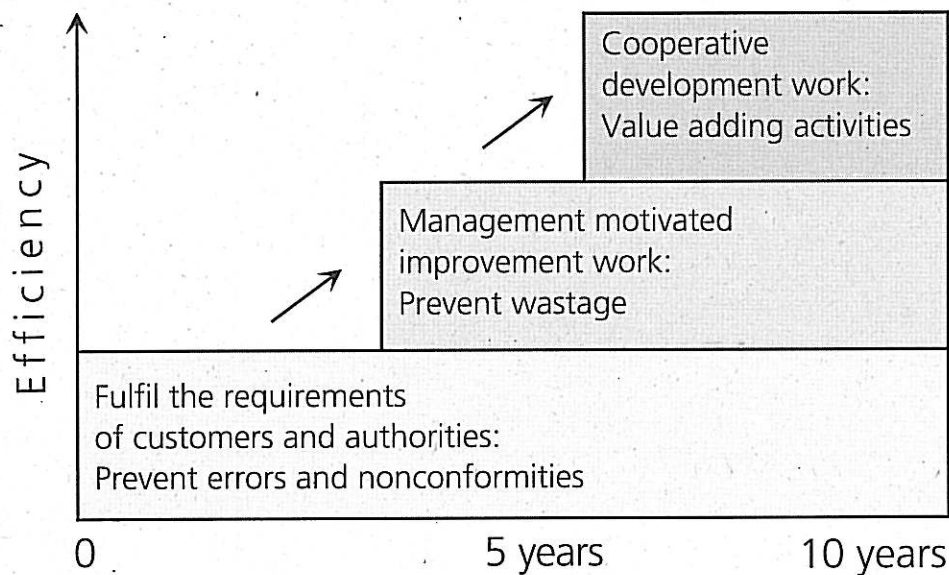 Efficiency
Cooperative
development work:
Value adding activities
Management motivated
improvement work:
Prevent wastage
Fulfil the requirements
of customers and authorities:
Prevent errors and nonconformities
0 5 years 10 years